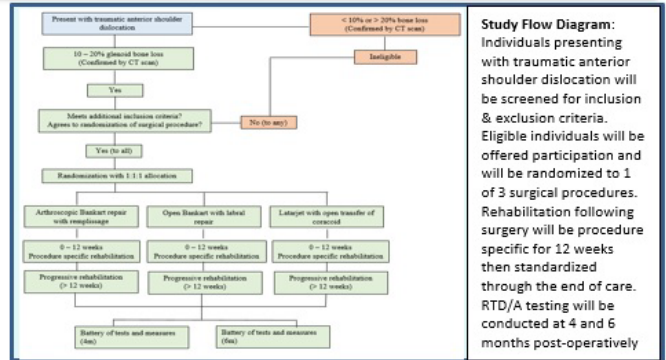 Present with traumatic anterior shoulder
dislocation
< 10% or > 20% bone loss
(Confirmed by CT scan)
10 – 20% glenoid bone loss
(Confirmed by CT scan)
Ineligible
Yes
Meets additional inclusion criteria?
Agrees to randomization of surgical procedure?
No (to any)
Yes (to all)
Randomization with 1:1:1 allocation
Arthroscopic Bankart repair
with remplissage
Open Bankart with labral
repair
Latarjet with open transfer of
coracoid
0 – 12 weeks
Procedure specific rehabilitation
0 – 12 weeks
Procedure specific rehabilitation
0 – 12 weeks
Procedure specific rehabilitation
Progressive rehabilitation
(> 12 weeks)
Progressive rehabilitation
(> 12 weeks)
Progressive rehabilitation
(> 12 weeks)
Battery of tests and measures
(4m)
Battery of tests and measures
(6m)
Study Flow Diagram:
Individuals presenting
with traumatic anterior
shoulder dislocation will
be screened for inclusion
& exclusion criteria.
Eligible individuals will be
offered participation and
will be randomized to 1
of 3 surgical procedures.
Rehabilitation following
surgery will be procedure
specific for 12 weeks
then standardized
through the end of care.
RTD/A testing will be
conducted at 4 and 6
months post-operatively